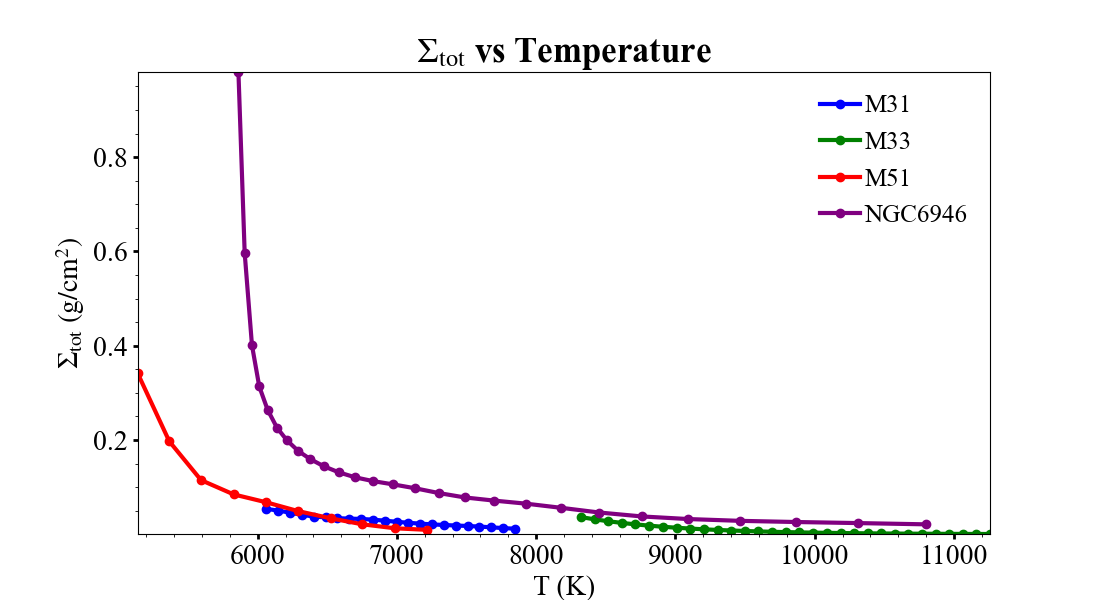 Σtot vs Temperature
M31
M33
M51
NGC6946
Σtot (g/cm²)
0.8
0.6
0.4
0.2
6000 7000 8000 9000 10000 11000
T (K)